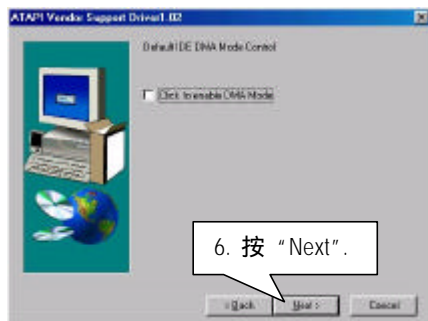 ATAPI Vendor Support Driver1.02
Default IDE DMA Mode Control
Click to enable DMA Mode
6. 按 “Next”.
< Back
Next >
Cancel